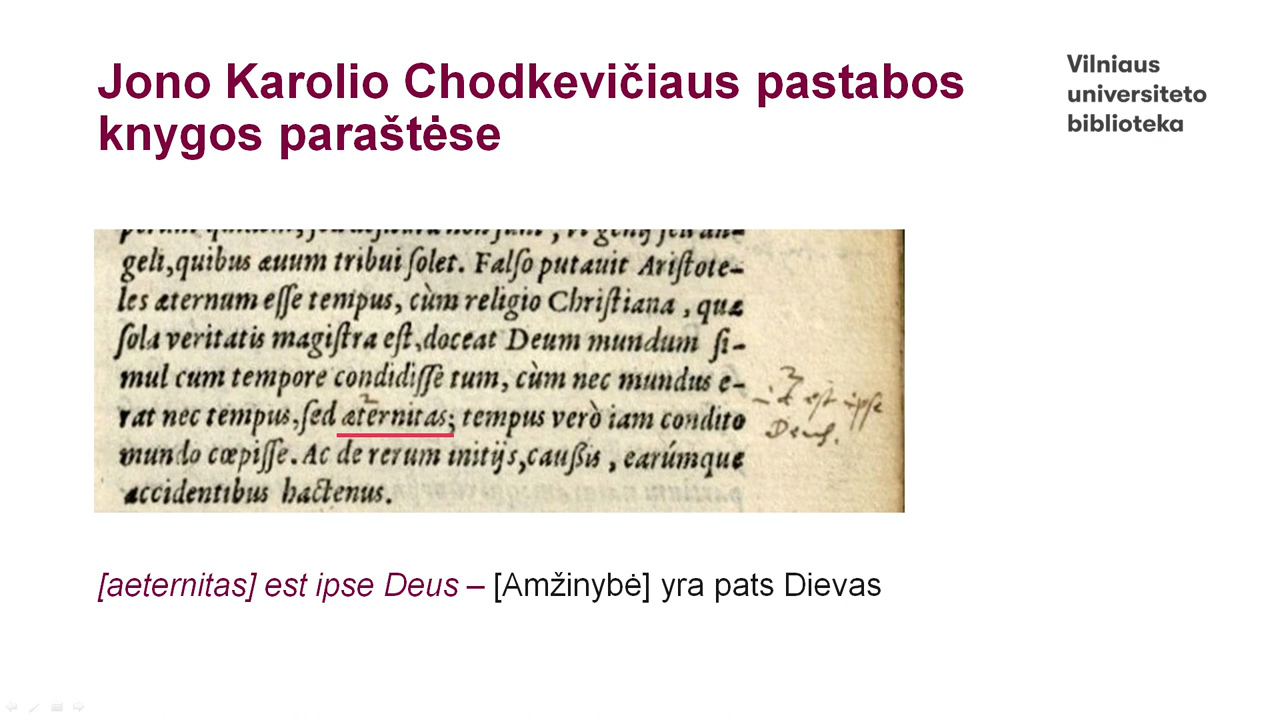 Jono Karolio Chodkevičiaus pastabos
knygos paraštėse
Vilniaus
universiteto
biblioteka
geli,quibus æuum tribui ſolet. Falſo putauit Ariſtote-
les æternum eſſe tempus, cùm religio Chriſtiana, quæ
ſola veritatis magiſtra eſt,doceat Deum mundum ſi-
mul cum tempore condidiſſe tum, cùm nec mundus e-
rat nec tempus,ſed æternitas; tempus verò iam condito
mundo cœpiſſe. Ac de rerum initijs,cauſſis, earúmque
accidentibus hactenus.
est ipse
Deus.
[aeternitas] est ipse Deus – [Amžinybė] yra pats Dievas